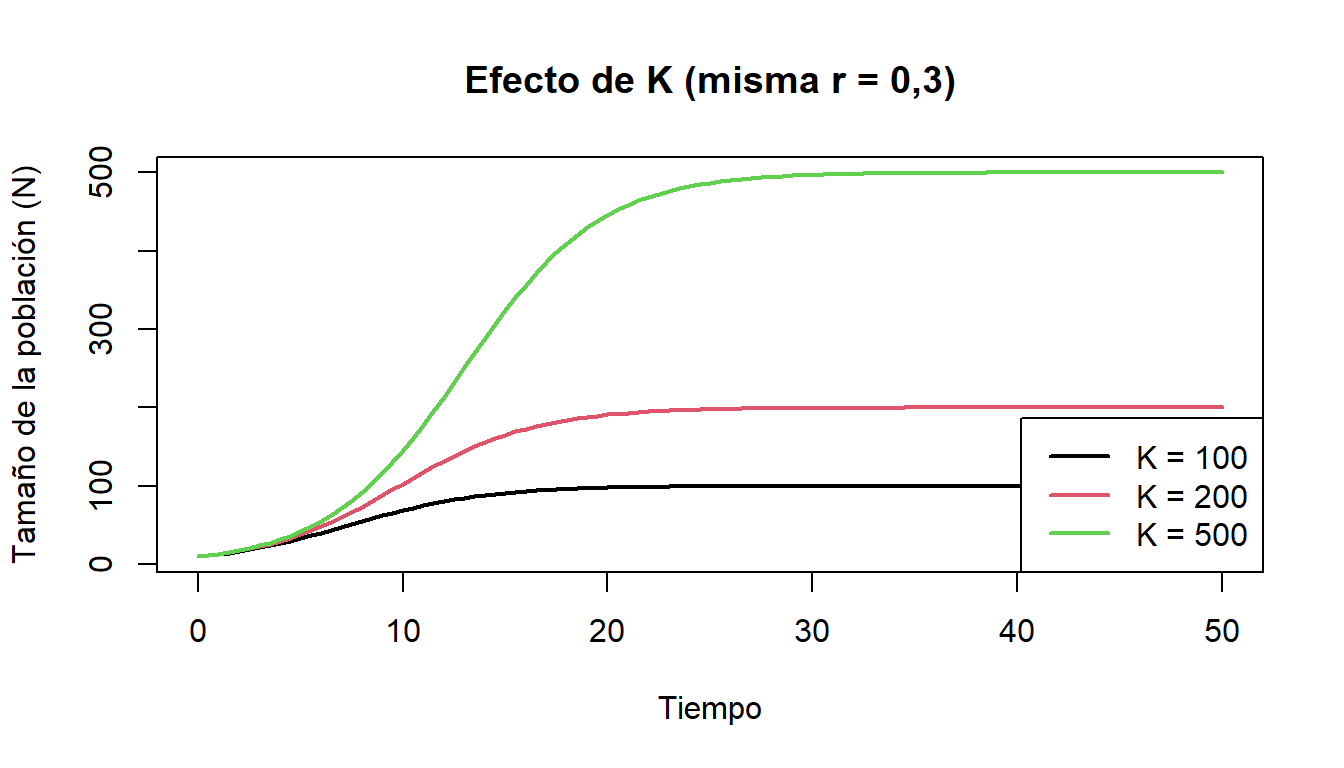 Efecto de K (misma r = 0,3)
Tamaño de la población (N)
500
300
100
0
K = 100
K = 200
K = 500
0 10 20 30 40 50
Tiempo